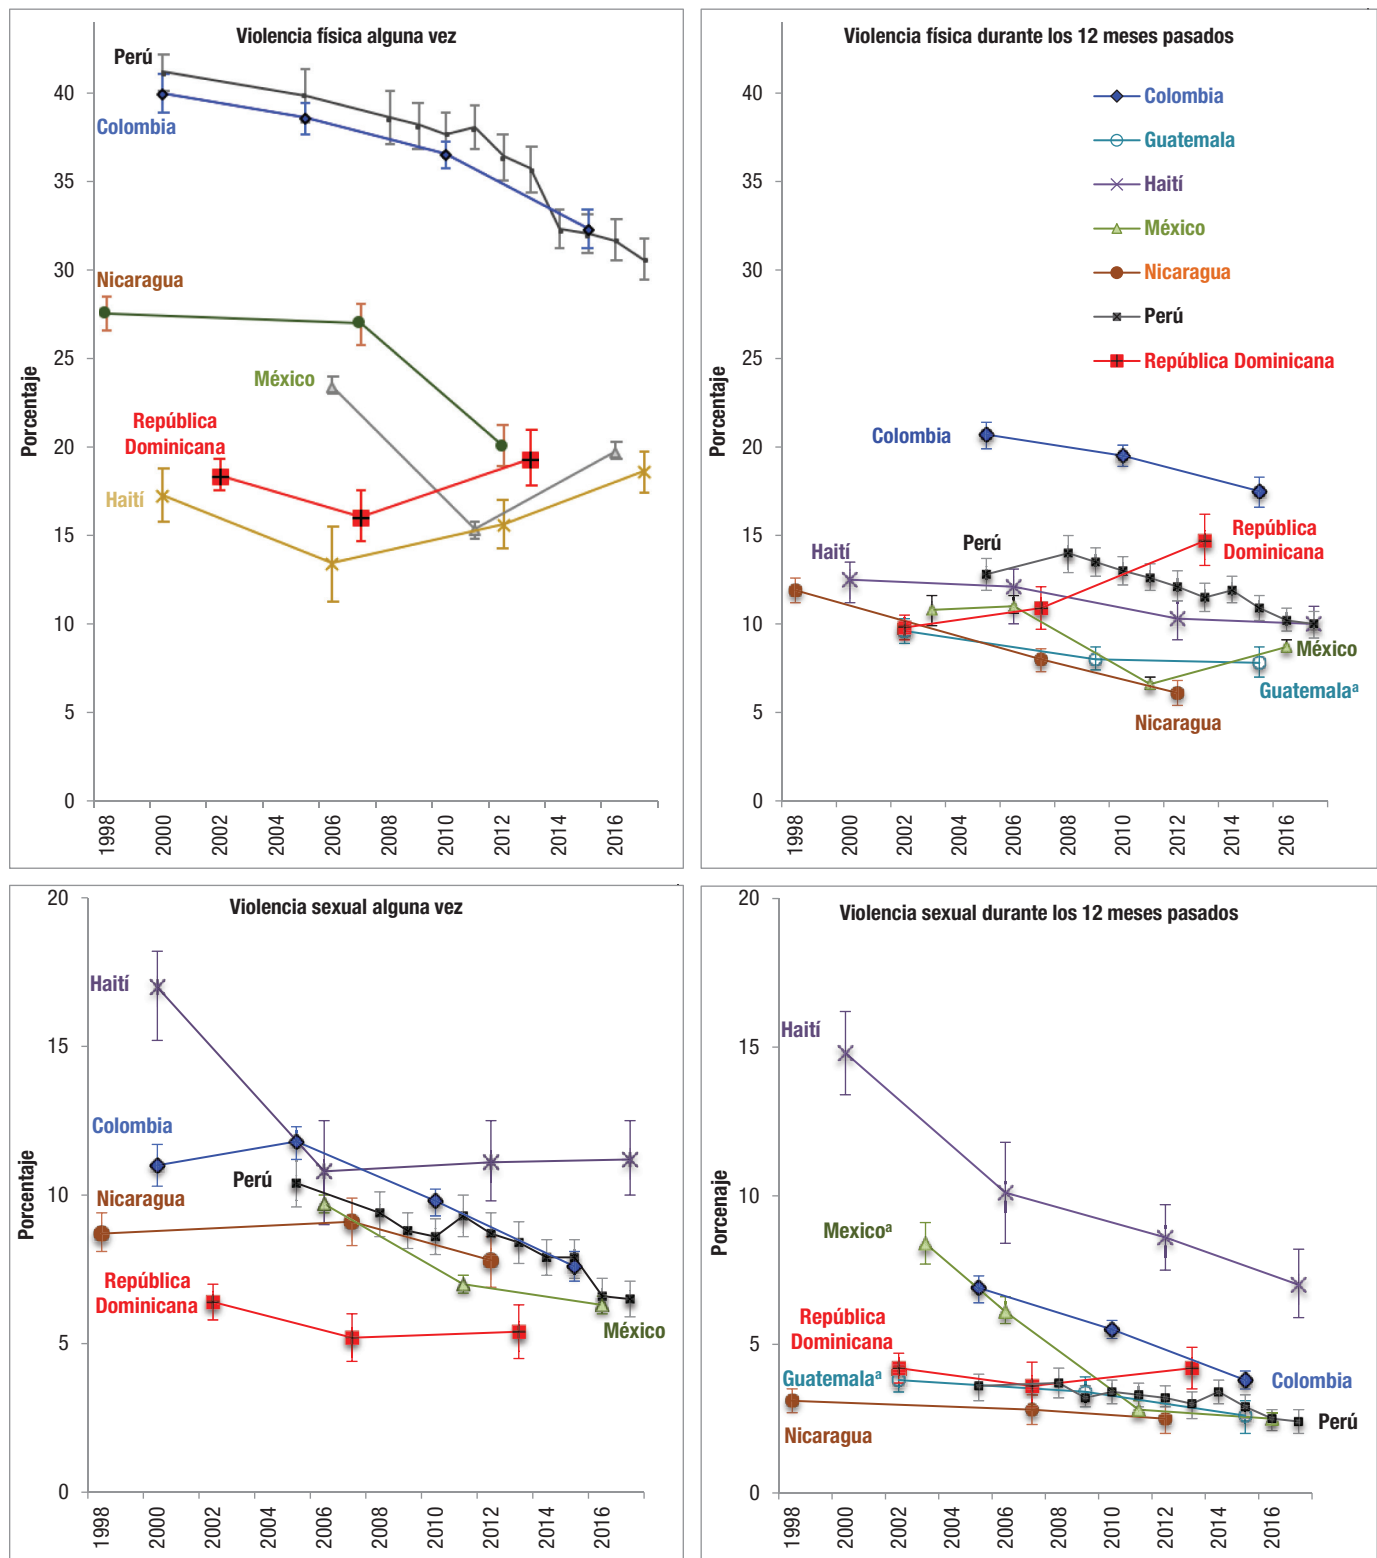 Violencia física alguna vez
Porcentaje
40
35
30
25
20
15
10
5
0
Perú
Colombia
Nicaragua
México
República
Dominicana
Haití
1998
2000
2002
2004
2006
2008
2010
2012
2014
2016
Violencia física durante los 12 meses pasados
Porcentaje
40
35
30
25
20
15
10
5
0
Colombia
Guatemala
Haití
México
Nicaragua
Perú
República Dominicana
Colombia
República
Dominicana
Perú
Haití
México
Guatemalaª
Nicaragua
1998
2000
2002
2004
2006
2008
2010
2012
2014
2016
Violencia sexual alguna vez
Porcentaje
20
15
10
5
0
Haití
Colombia
Perú
Nicaragua
República
Dominicana
México
1998
2000
2002
2004
2006
2008
2010
2012
2014
2016
Violencia sexual durante los 12 meses pasados
Porcenaje
20
15
10
5
0
Haití
Mexicoª
República
Dominicana
Guatemalaª
Colombia
Perú
Nicaragua
1998
2000
2002
2004
2006
2008
2010
2012
2014
2016